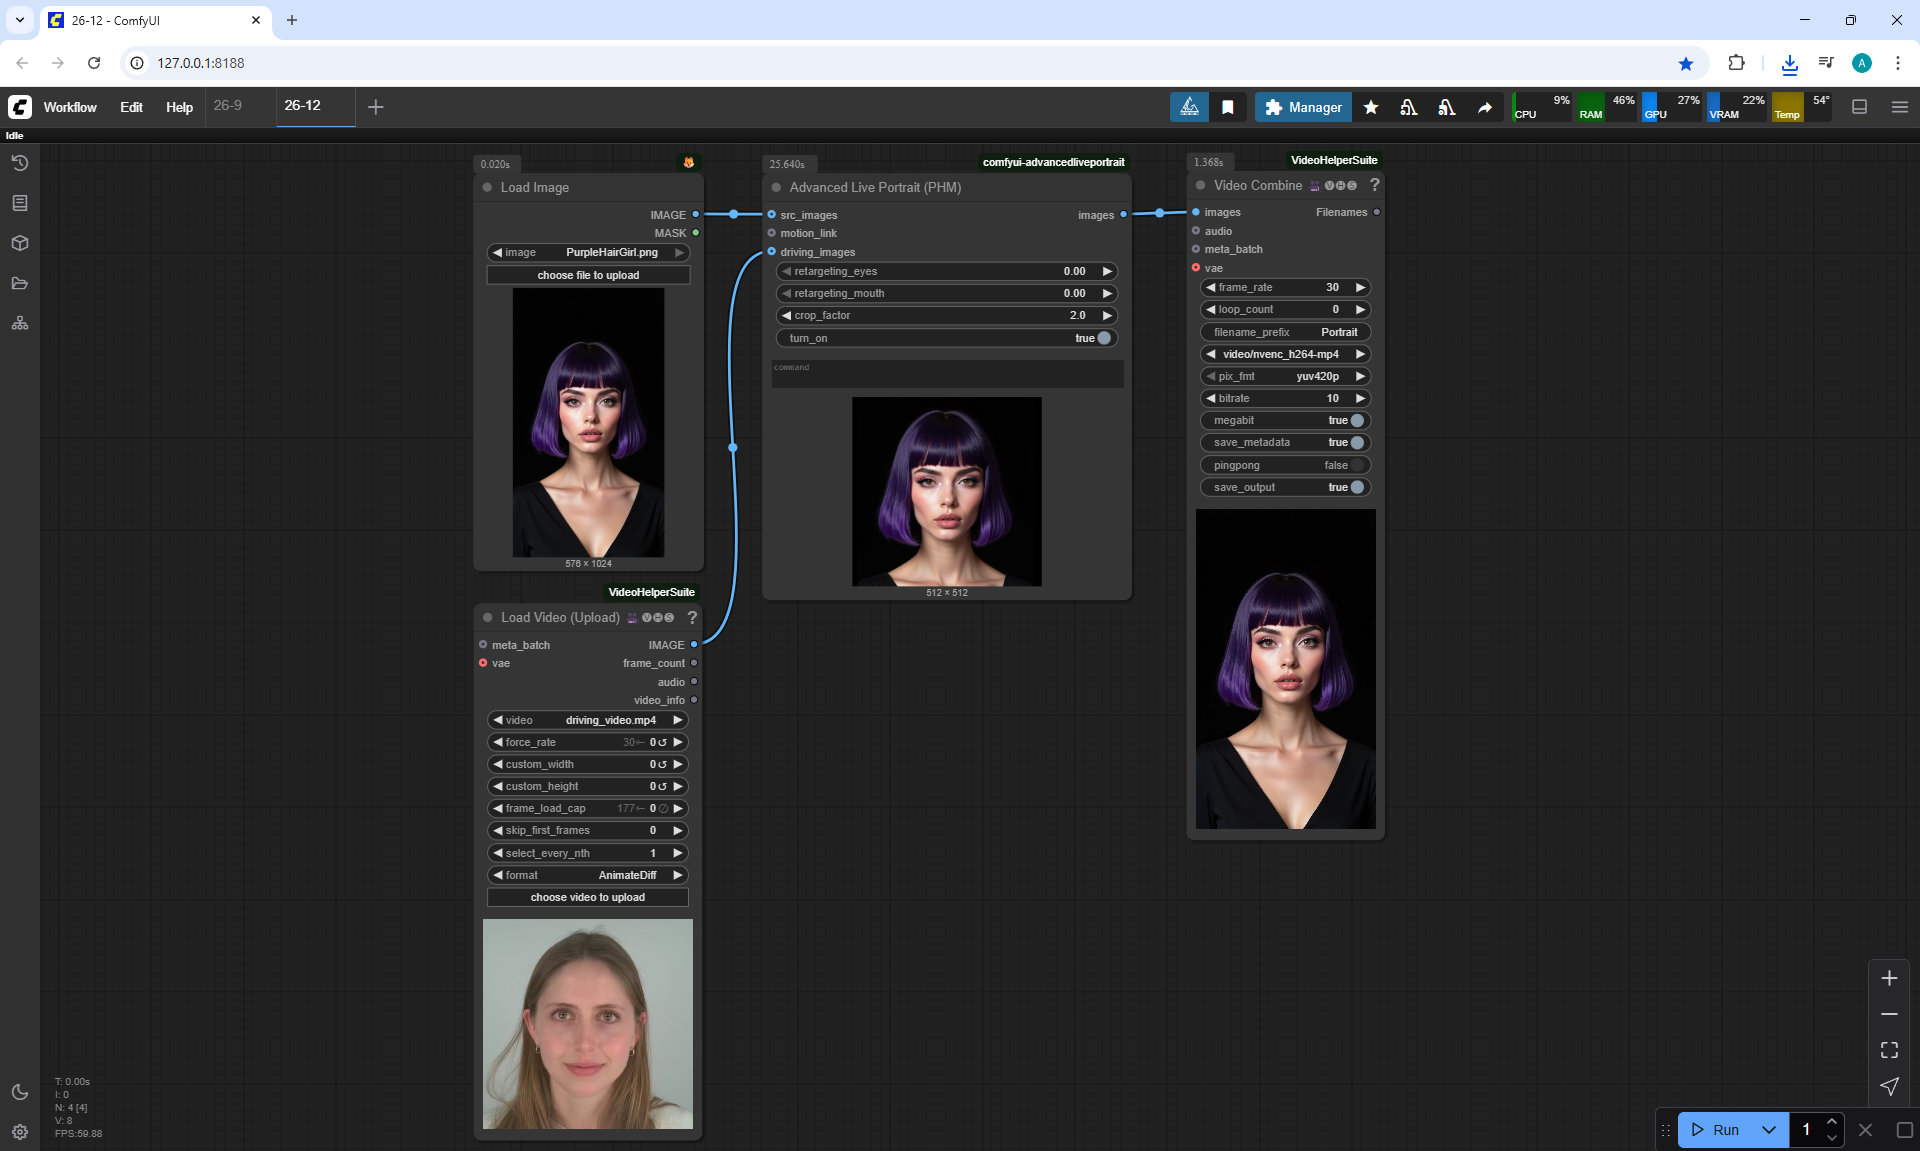 26-12 - ComfyUI
127.0.0.1:8188
A
Workflow Edit Help 26-9 26-12
Manager
CPU 9% RAM 46% GPU 27% VRAM 22% Temp 54°
Idle
0.020s
Load Image
IMAGE
MASK
image PurpleHairGirl.png
choose file to upload
576 × 1024
VideoHelperSuite
Load Video (Upload) VHS ?
meta_batch IMAGE
vae frame_count
audio
video_info
video driving_video.mp4
force_rate 30← 0↺
custom_width 0↺
custom_height 0↺
frame_load_cap 177← 0∅
skip_first_frames 0
select_every_nth 1
format AnimateDiff
choose video to upload
25.640s comfyui-advancedliveportrait
Advanced Live Portrait (PHM)
src_images images
motion_link
driving_images
retargeting_eyes 0.00
retargeting_mouth 0.00
crop_factor 2.0
turn_on true
command
512 × 512
1.368s VideoHelperSuite
Video Combine VHS ?
images Filenames
audio
meta_batch
vae
frame_rate 30
loop_count 0
filename_prefix Portrait
video/nvenc_h264-mp4
pix_fmt yuv420p
bitrate 10
megabit true
save_metadata true
pingpong false
save_output true
T: 0.00s
I: 0
N: 4 [4]
V: 8
FPS:59.88
Run 1